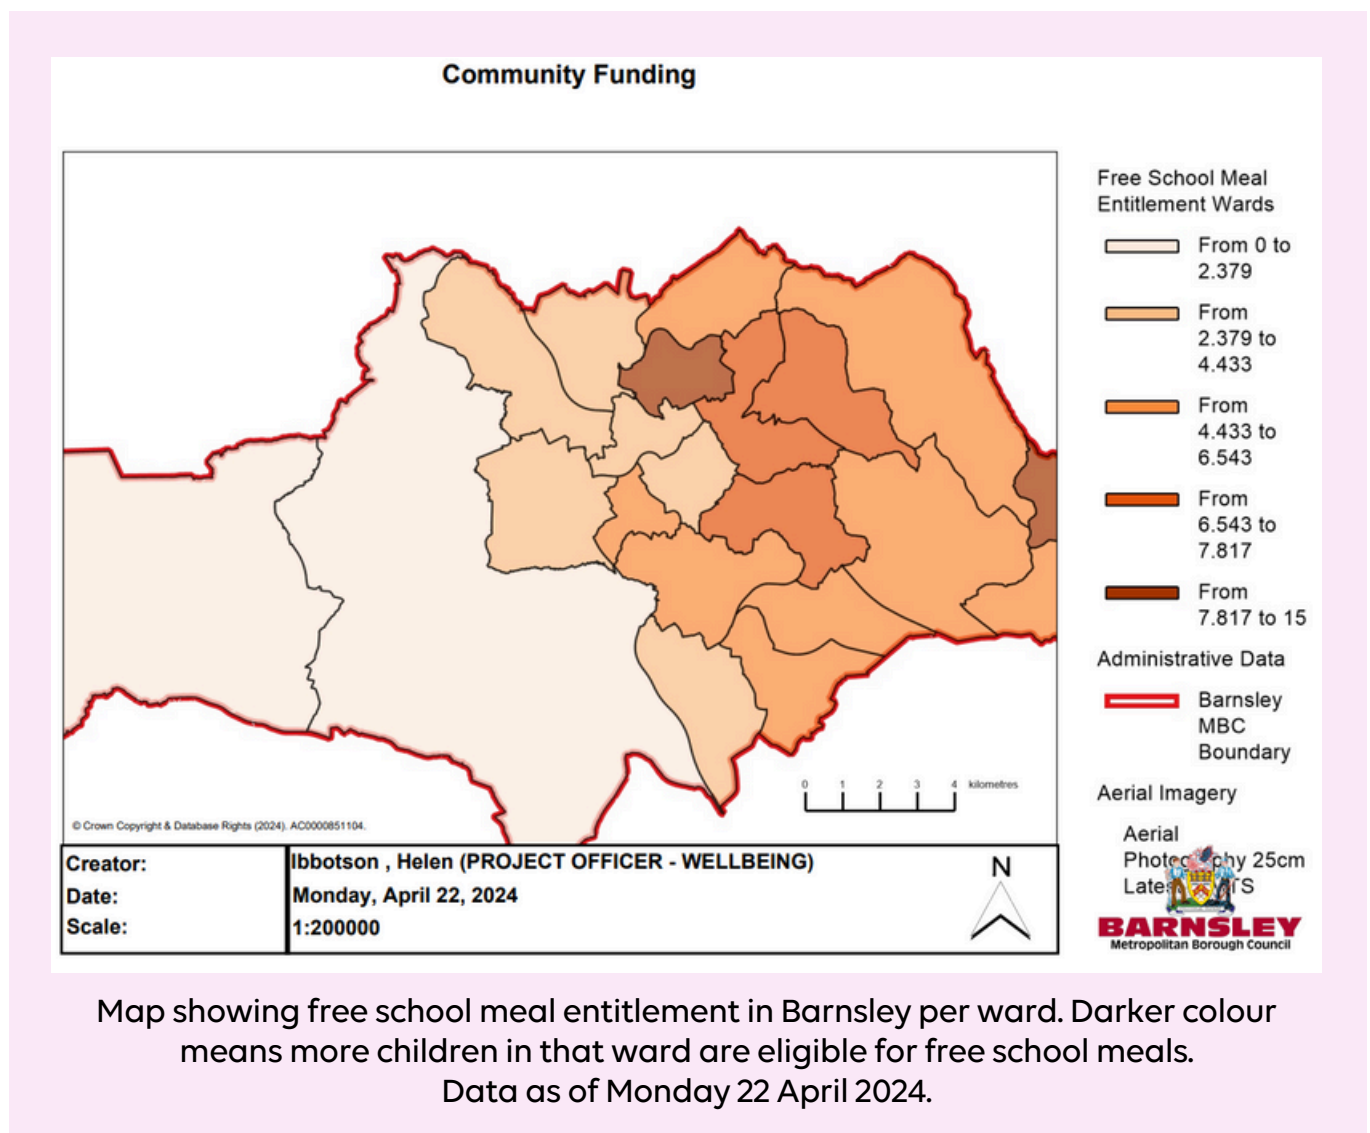 Community Funding
Free School Meal
Entitlement Wards
From 0 to
2.379
From
2.379 to
4.433
From
4.433 to
6.543
From
6.543 to
7.817
From
7.817 to 15
Administrative Data
Barnsley
MBC
Boundary
Aerial Imagery
Aerial
25cm
0 1 2 3 4 kilometres
© Crown Copyright & Database Rights (2024). AC0000851104.
Creator: Ibbotson , Helen (PROJECT OFFICER - WELLBEING)
Date: Monday, April 22, 2024
Scale: 1:200000
N
BARNSLEY
Metropolitan Borough Council
Map showing free school meal entitlement in Barnsley per ward. Darker colour
means more children in that ward are eligible for free school meals.
Data as of Monday 22 April 2024.